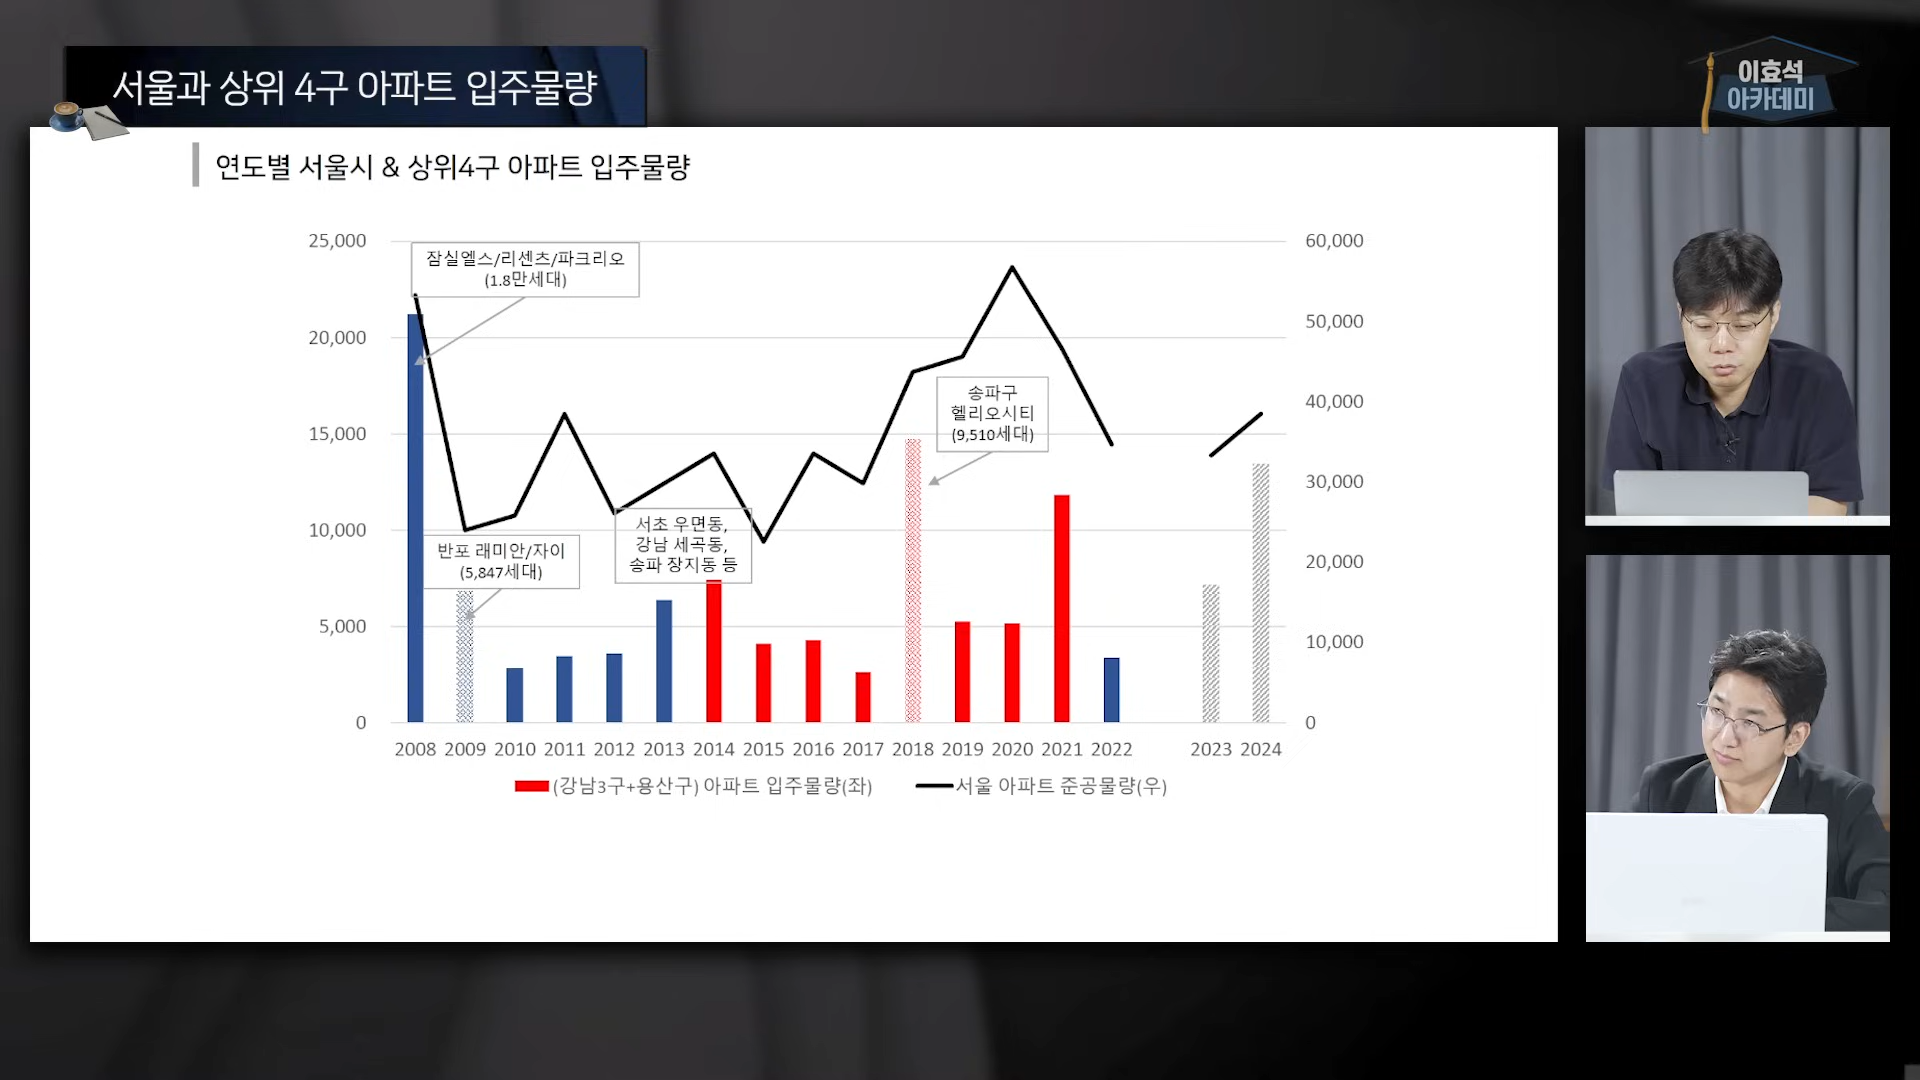 서울과 상위 4구 아파트 입주물량
이효석
아카데미
연도별 서울시 & 상위4구 아파트 입주물량
25,000
20,000
15,000
10,000
5,000
0
60,000
50,000
40,000
30,000
20,000
10,000
0
잠실엘스/리센츠/파크리오
(1.8만세대)
반포 래미안/자이
(5,847세대)
서초 우면동,
강남 세곡동,
송파 장지동 등
송파구
헬리오시티
(9,510세대)
2008 2009 2010 2011 2012 2013 2014 2015 2016 2017 2018 2019 2020 2021 2022 2023 2024
(강남3구+용산구) 아파트 입주물량(좌)
서울 아파트 준공물량(우)